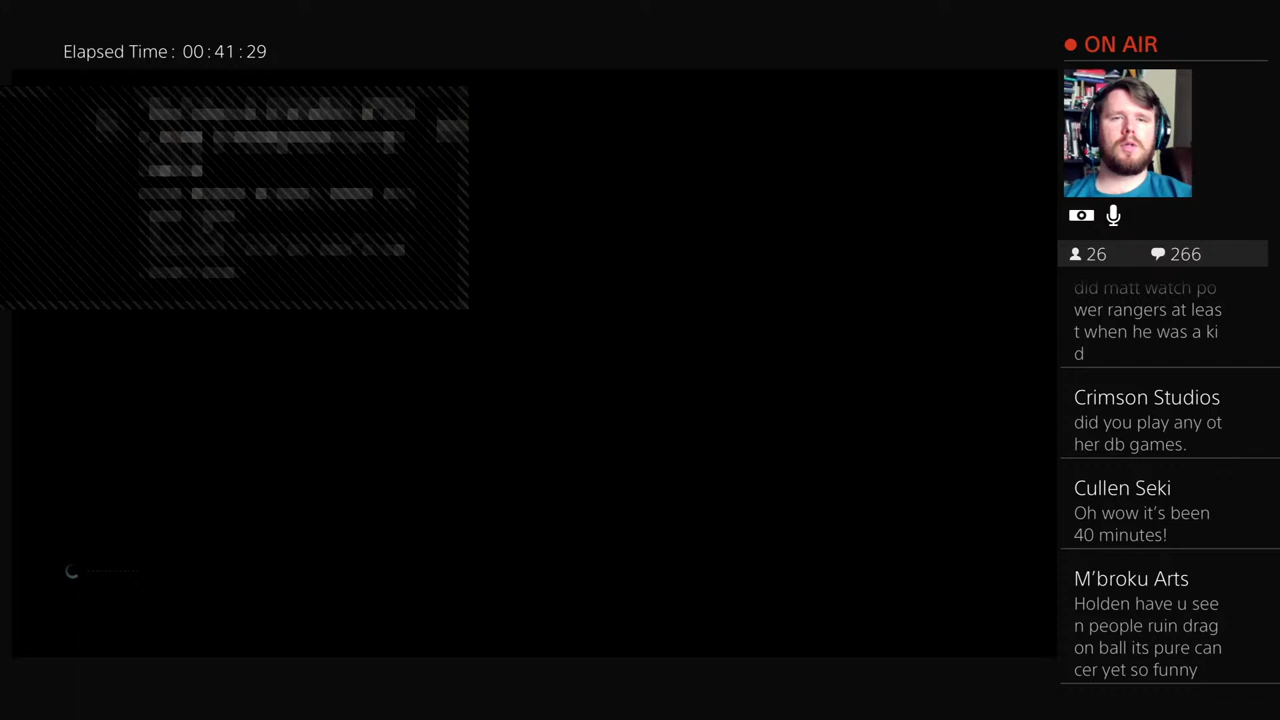 Elapsed Time: 00:41:29
ON AIR
26 266
did matt watch po
wer rangers at leas
t when he was a ki
d
Crimson Studios
did you play any ot
her db games.
Cullen Seki
Oh wow it's been
40 minutes!
M'broku Arts
Holden have u see
n people ruin drag
on ball its pure can
cer yet so funny